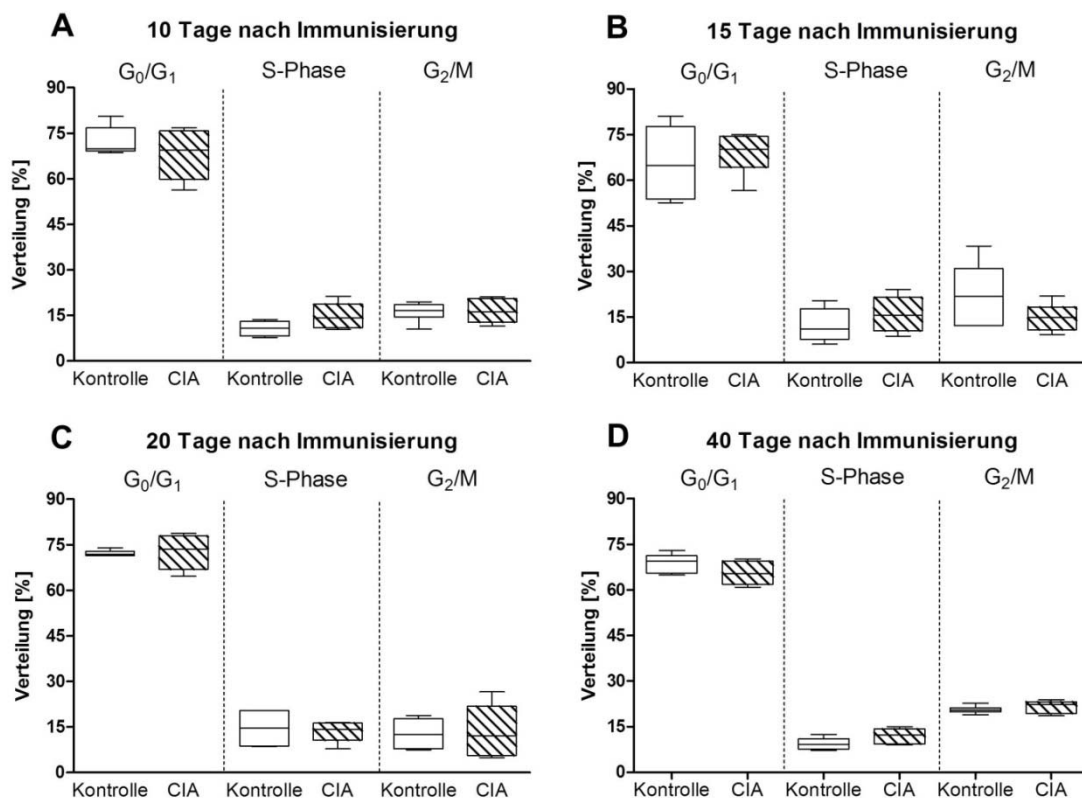 A
10 Tage nach Immunisierung
G₀/G₁ S-Phase G₂/M
Verteilung [%]
90
75
60
45
30
15
0
Kontrolle CIA Kontrolle CIA Kontrolle CIA
B
15 Tage nach Immunisierung
G₀/G₁ S-Phase G₂/M
Verteilung [%]
90
75
60
45
30
15
0
Kontrolle CIA Kontrolle CIA Kontrolle CIA
C
20 Tage nach Immunisierung
G₀/G₁ S-Phase G₂/M
Verteilung [%]
90
75
60
45
30
15
0
Kontrolle CIA Kontrolle CIA Kontrolle CIA
D
40 Tage nach Immunisierung
G₀/G₁ S-Phase G₂/M
Verteilung [%]
90
75
60
45
30
15
0
Kontrolle CIA Kontrolle CIA Kontrolle CIA